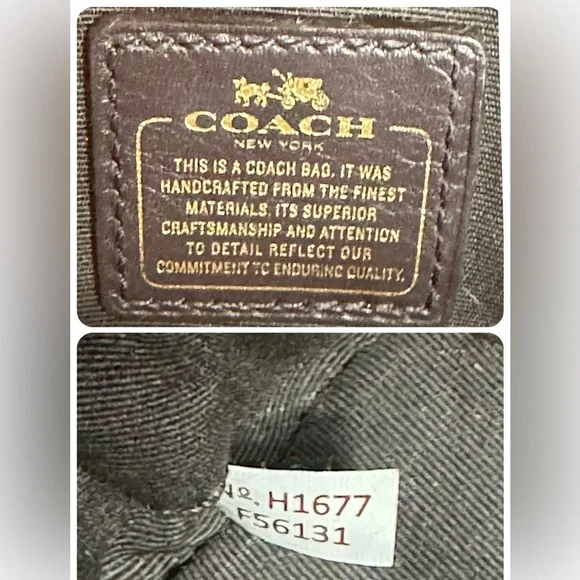 COACH
NEW YORK
THIS IS A COACH BAG. IT WAS
HANDCRAFTED FROM THE FINEST
MATERIALS. ITS SUPERIOR
CRAFTSMANSHIP AND ATTENTION
TO DETAIL REFLECT OUR
COMMITMENT TO ENDURING QUALITY.
Nº. H1677
F56131